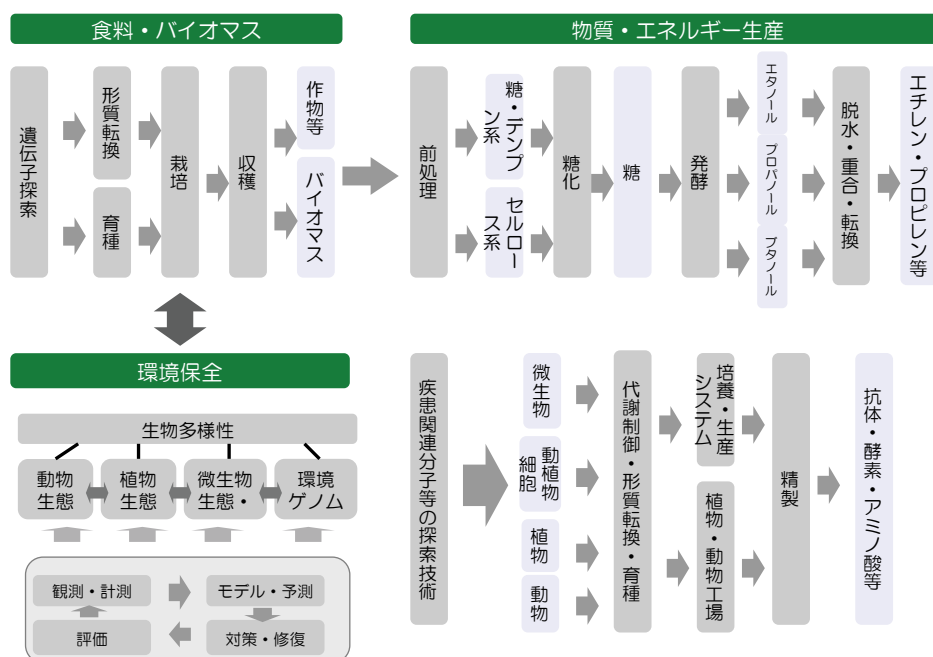 食料・バイオマス
遺伝子探索
形質転換
育種
栽培
収穫
作物等
バイオマス
物質・エネルギー生産
前処理
糖・デンプ
ン系
セルロー
ス系
糖化
糖
発酵
エタノール
プロパノール
ブタノール
脱水・重合・転換
エチレン・プロピレン等
環境保全
生物多様性
動物
生態
植物
生態
微生物
生態・
環境
ゲノム
観測・計測
モデル・予測
評価
対策・修復
疾患関連分子等の探索技術
微生物
動植物
細胞
植物
動物
代謝制御・形質転換・育種
培養・生産
システム
植物・動物工場
精製
抗体・酵素・アミノ酸等